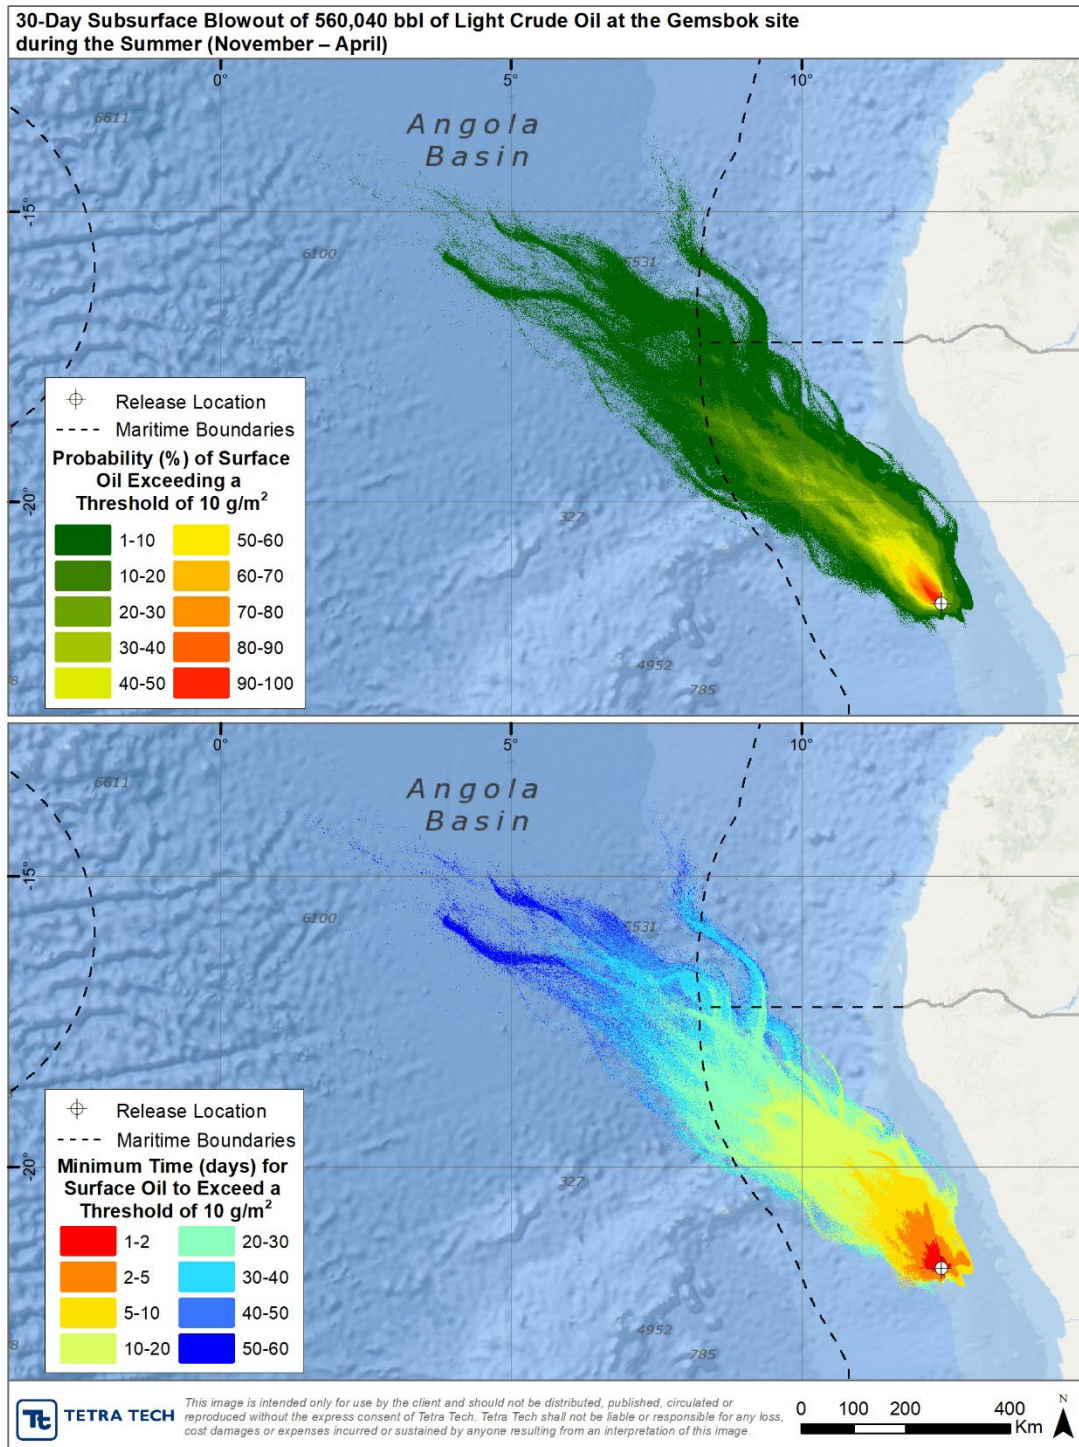 30-Day Subsurface Blowout of 560,040 bbl of Light Crude Oil at the Gemsbok site
during the Summer (November – April)
0°
5°
10°
6611
Angola
Basin
-15°
6100
5531
Release Location
Maritime Boundaries
Probability (%) of Surface
Oil Exceeding a
Threshold of 10 g/m²
1-10
50-60
10-20
60-70
20-30
70-80
30-40
80-90
40-50
90-100
-20°
327
4952
785
0°
5°
10°
6611
Angola
Basin
-15°
6100
5531
Release Location
Maritime Boundaries
Minimum Time (days) for
Surface Oil to Exceed a
Threshold of 10 g/m²
1-2
20-30
2-5
30-40
5-10
40-50
10-20
50-60
-20°
327
4952
785
Tt TETRA TECH
This image is intended only for use by the client and should not be distributed, published, circulated or
reproduced without the express consent of Tetra Tech. Tetra Tech shall not be liable or responsible for any loss,
cost damages or expenses incurred or sustained by anyone resulting from an interpretation of this image.
0 100 200 400
Km
N